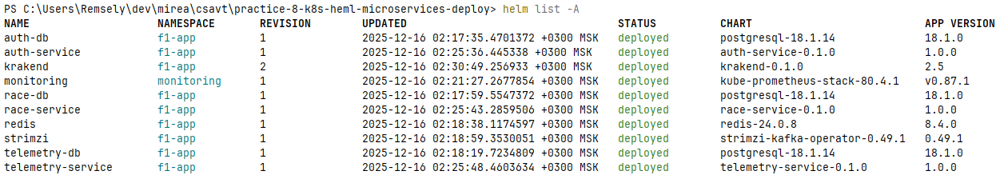 PS C:\Users\Remsely\dev\mirea\csavt\practice-8-k8s-heml-microservices-deploy> helm list -A
NAME NAMESPACE REVISION UPDATED STATUS CHART APP VERSION
auth-db f1-app 1 2025-12-16 02:17:35.4701372 +0300 MSK deployed postgresql-18.1.14 18.1.0
auth-service f1-app 1 2025-12-16 02:25:36.445338 +0300 MSK deployed auth-service-0.1.0 1.0.0
krakend f1-app 2 2025-12-16 02:30:49.256933 +0300 MSK deployed krakend-0.1.0 2.5
monitoring monitoring 1 2025-12-16 02:21:27.2677854 +0300 MSK deployed kube-prometheus-stack-80.4.1 v0.87.1
race-db f1-app 1 2025-12-16 02:17:59.5547372 +0300 MSK deployed postgresql-18.1.14 18.1.0
race-service f1-app 1 2025-12-16 02:25:43.2859506 +0300 MSK deployed race-service-0.1.0 1.0.0
redis f1-app 1 2025-12-16 02:18:38.1174597 +0300 MSK deployed redis-24.0.8 8.4.0
strimzi f1-app 1 2025-12-16 02:18:59.3530051 +0300 MSK deployed strimzi-kafka-operator-0.49.1 0.49.1
telemetry-db f1-app 1 2025-12-16 02:18:19.7234809 +0300 MSK deployed postgresql-18.1.14 18.1.0
telemetry-service f1-app 1 2025-12-16 02:25:48.4603634 +0300 MSK deployed telemetry-service-0.1.0 1.0.0